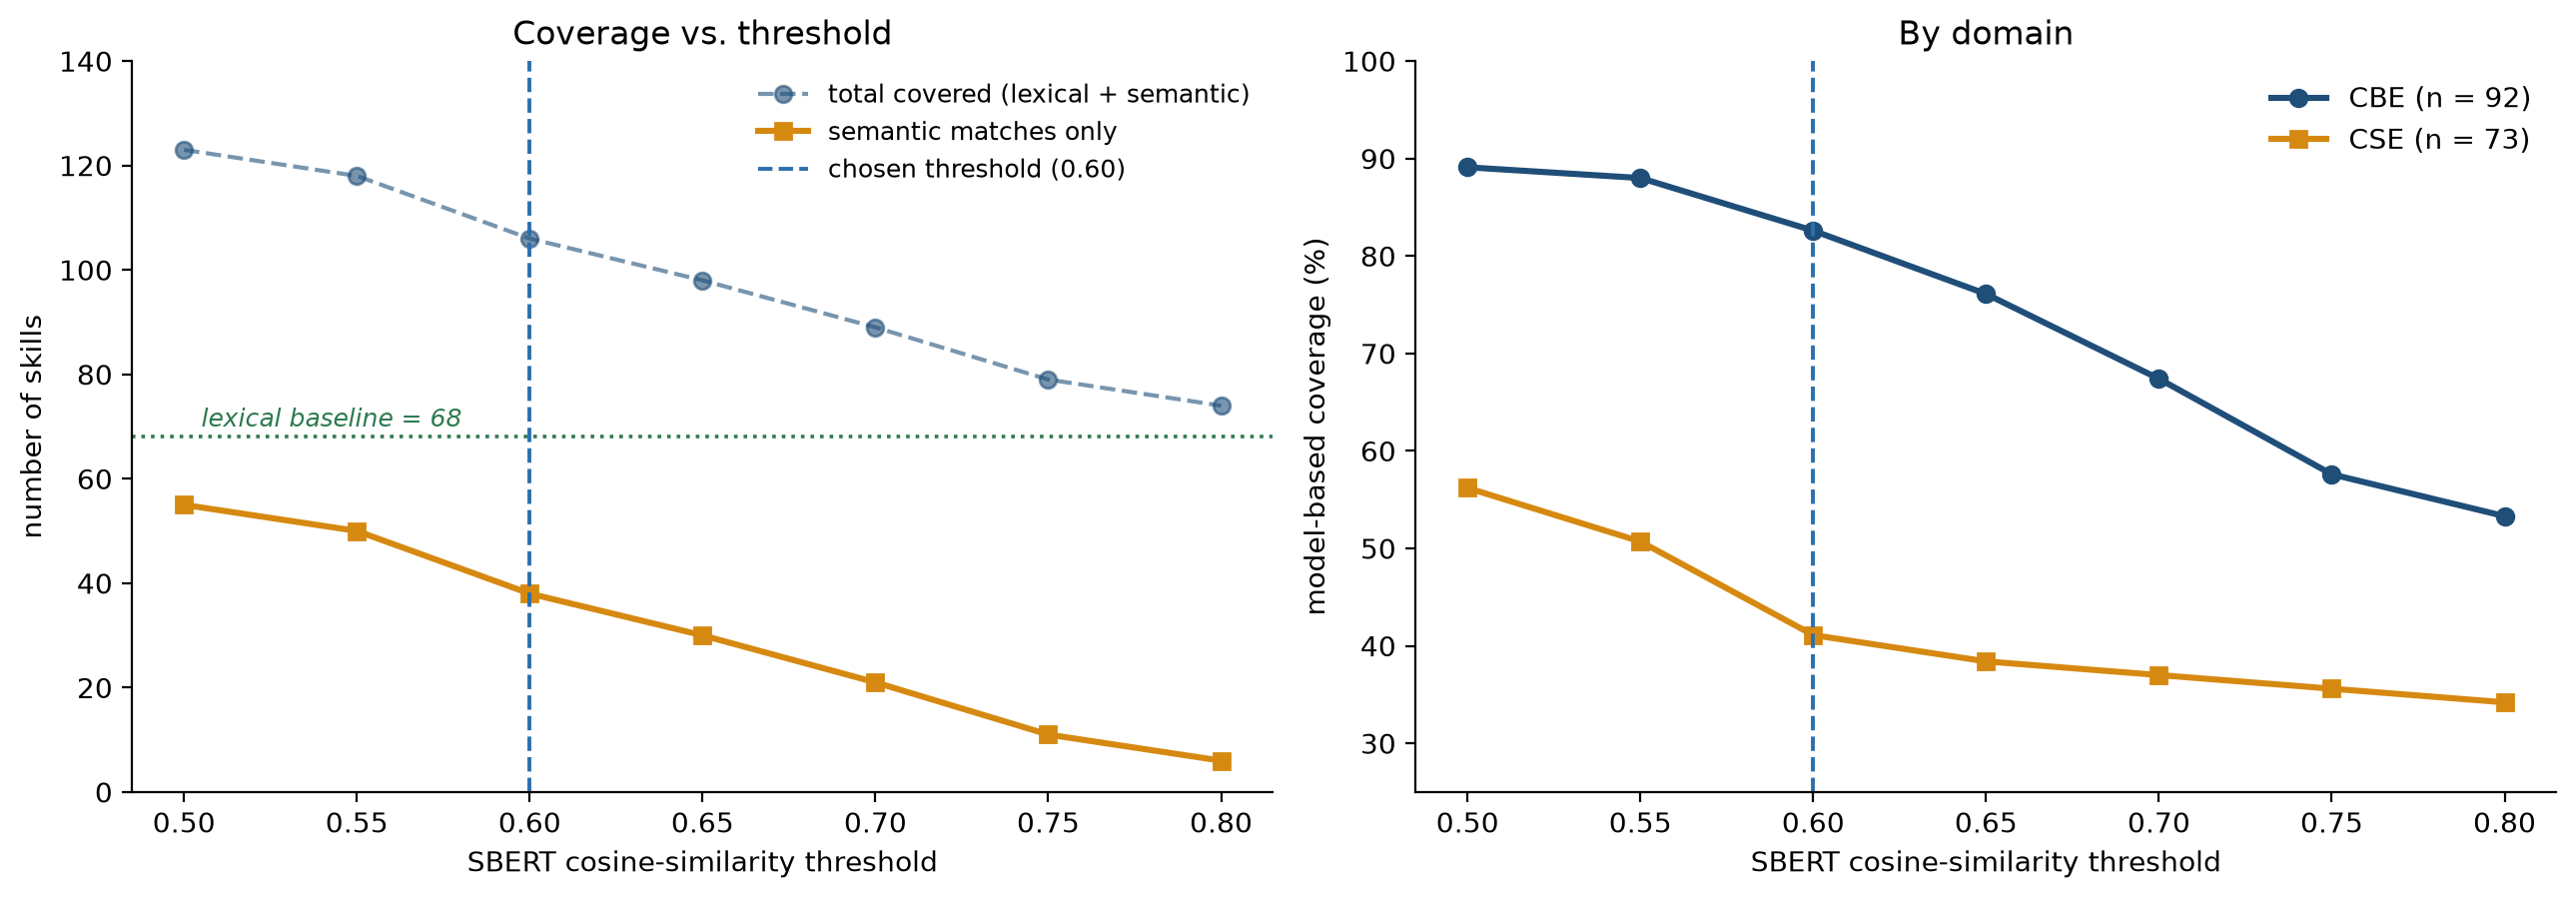 Coverage vs. threshold
140
120
100
80
60
40
20
0
number of skills
total covered (lexical + semantic)
semantic matches only
chosen threshold (0.60)
lexical baseline = 68
0.50 0.55 0.60 0.65 0.70 0.75 0.80
SBERT cosine-similarity threshold
By domain
100
90
80
70
60
50
40
30
model-based coverage (%)
CBE (n = 92)
CSE (n = 73)
0.50 0.55 0.60 0.65 0.70 0.75 0.80
SBERT cosine-similarity threshold